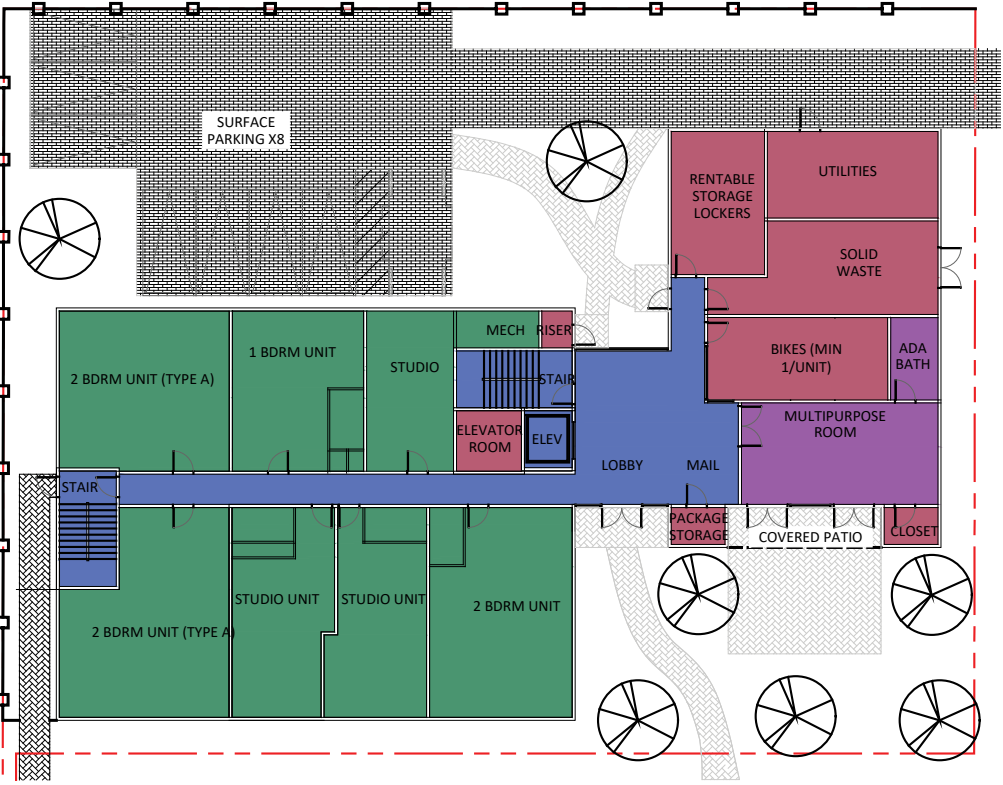 SURFACE
PARKING X8
RENTABLE
STORAGE
LOCKERS
UTILITIES
SOLID
WASTE
MECH
RISER
2 BDRM UNIT (TYPE A)
1 BDRM UNIT
STUDIO
STAIR
BIKES (MIN
1/UNIT)
ADA
BATH
ELEVATOR
ROOM
ELEV
MULTIPURPOSE
ROOM
LOBBY
MAIL
STAIR
PACKAGE
STORAGE
COVERED PATIO
CLOSET
2 BDRM UNIT (TYPE A)
STUDIO UNIT
STUDIO UNIT
2 BDRM UNIT